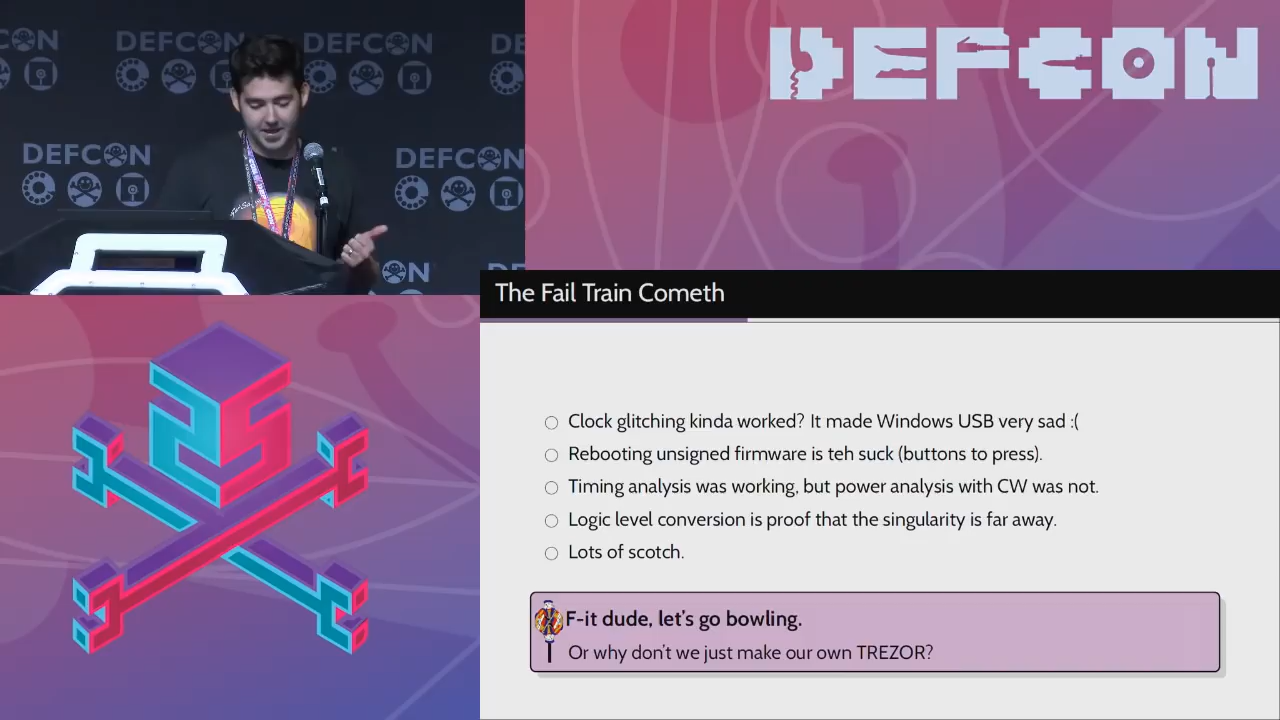 DEFCON
DEFCON
DEFCON
DEFCON
DEFCON
The Fail Train Cometh
Clock glitching kinda worked? It made Windows USB very sad :(
Rebooting unsigned firmware is teh suck (buttons to press).
Timing analysis was working, but power analysis with CW was not.
Logic level conversion is proof that the singularity is far away.
Lots of scotch.
F-it dude, let's go bowling.
Or why don't we just make our own TREZOR?
25